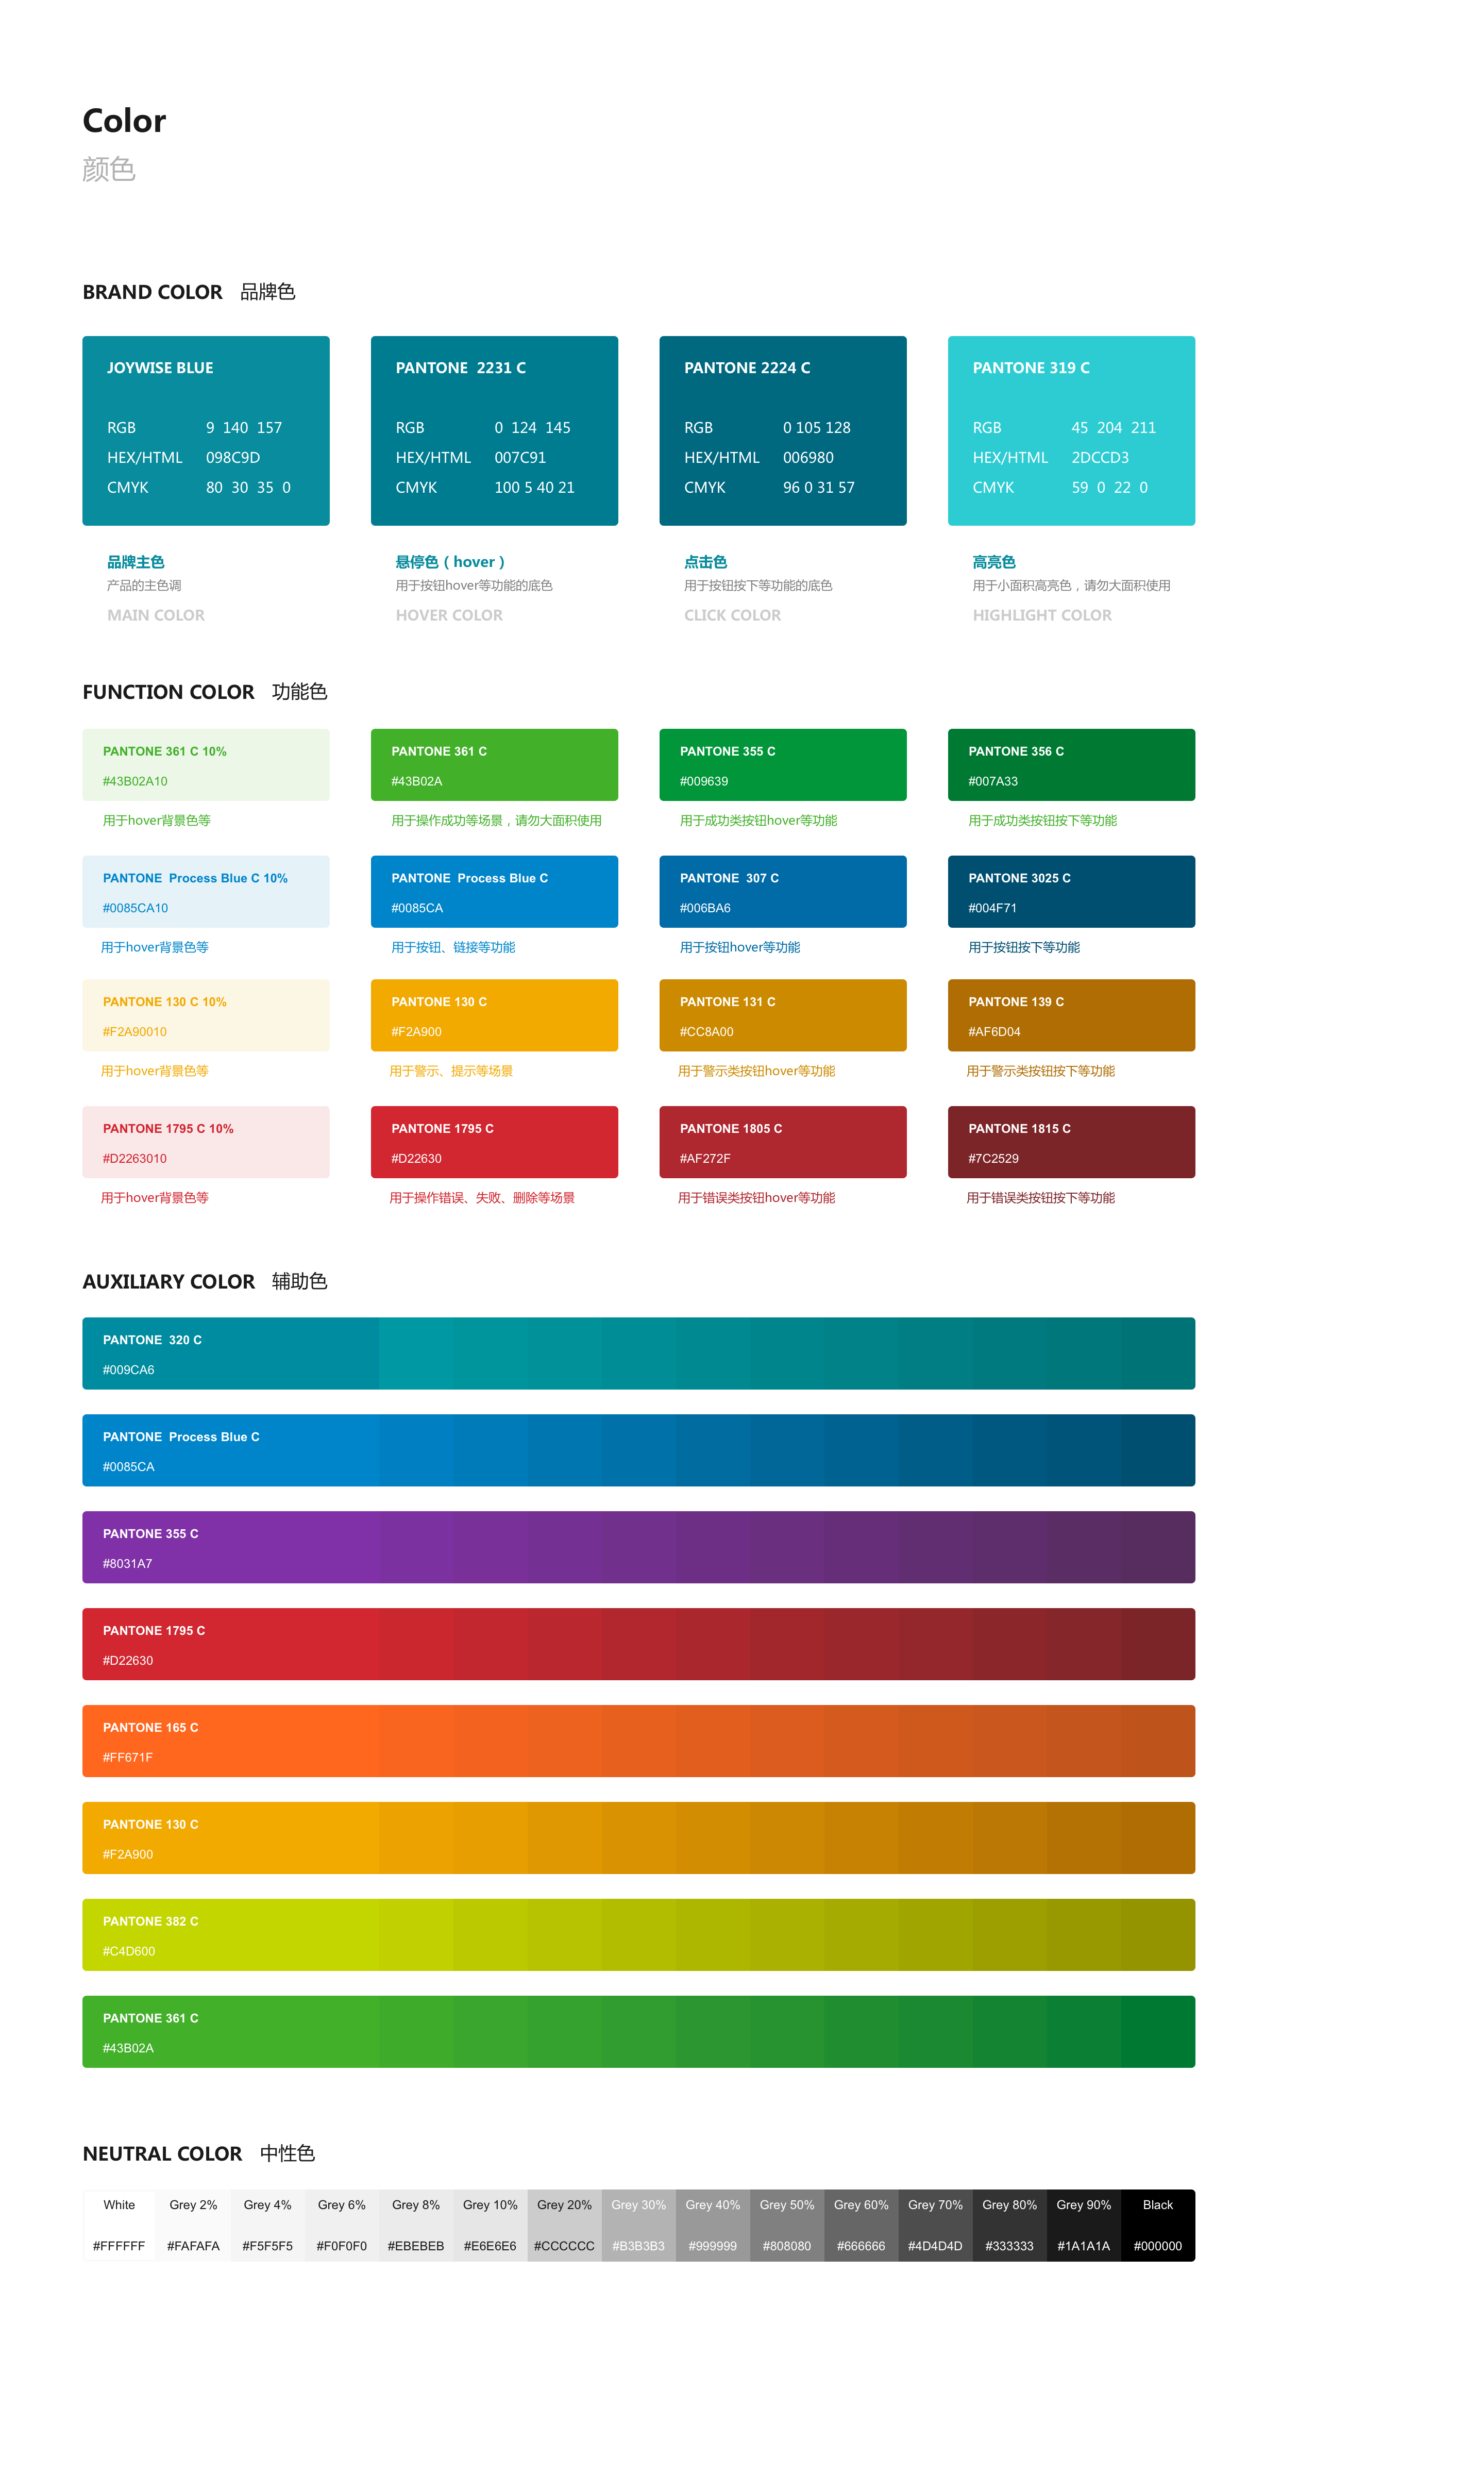 Color
颜色
BRAND COLOR 品牌色
JOYWISE BLUE
RGB 9 140 157
HEX/HTML 098C9D
CMYK 80 30 35 0
品牌主色
产品的主色调
MAIN COLOR
PANTONE 2231 C
RGB 0 124 145
HEX/HTML 007C91
CMYK 100 5 40 21
悬停色（hover）
用于按钮hover等功能的底色
HOVER COLOR
PANTONE 2224 C
RGB 0 105 128
HEX/HTML 006980
CMYK 96 0 31 57
点击色
用于按钮按下等功能的底色
CLICK COLOR
PANTONE 319 C
RGB 45 204 211
HEX/HTML 2DCCD3
CMYK 59 0 22 0
高亮色
用于小面积高亮色，请勿大面积使用
HIGHLIGHT COLOR
FUNCTION COLOR 功能色
PANTONE 361 C 10%
#43B02A10
用于hover背景色等
PANTONE 361 C
#43B02A
用于操作成功等场景，请勿大面积使用
PANTONE 355 C
#009639
用于成功类按钮hover等功能
PANTONE 356 C
#007A33
用于成功类按钮按下等功能
PANTONE Process Blue C 10%
#0085CA10
用于hover背景色等
PANTONE Process Blue C
#0085CA
用于按钮、链接等功能
PANTONE 307 C
#006BA6
用于按钮hover等功能
PANTONE 3025 C
#004F71
用于按钮按下等功能
PANTONE 130 C 10%
#F2A90010
用于hover背景色等
PANTONE 130 C
#F2A900
用于警示、提示等场景
PANTONE 131 C
#CC8A00
用于警示类按钮hover等功能
PANTONE 139 C
#AF6D04
用于警示类按钮按下等功能
PANTONE 1795 C 10%
#D2263010
用于hover背景色等
PANTONE 1795 C
#D22630
用于操作错误、失败、删除等场景
PANTONE 1805 C
#AF272F
用于错误类按钮hover等功能
PANTONE 1815 C
#7C2529
用于错误类按钮按下等功能
AUXILIARY COLOR 辅助色
PANTONE 320 C
#009CA6
PANTONE Process Blue C
#0085CA
PANTONE 355 C
#8031A7
PANTONE 1795 C
#D22630
PANTONE 165 C
#FF671F
PANTONE 130 C
#F2A900
PANTONE 382 C
#C4D600
PANTONE 361 C
#43B02A
NEUTRAL COLOR 中性色
White Grey 2% Grey 4% Grey 6% Grey 8% Grey 10% Grey 20% Grey 30% Grey 40% Grey 50% Grey 60% Grey 70% Grey 80% Grey 90% Black
#FFFFFF #FAFAFA #F5F5F5 #F0F0F0 #EBEBEB #E6E6E6 #CCCCCC #B3B3B3 #999999 #808080 #666666 #4D4D4D #333333 #1A1A1A #000000